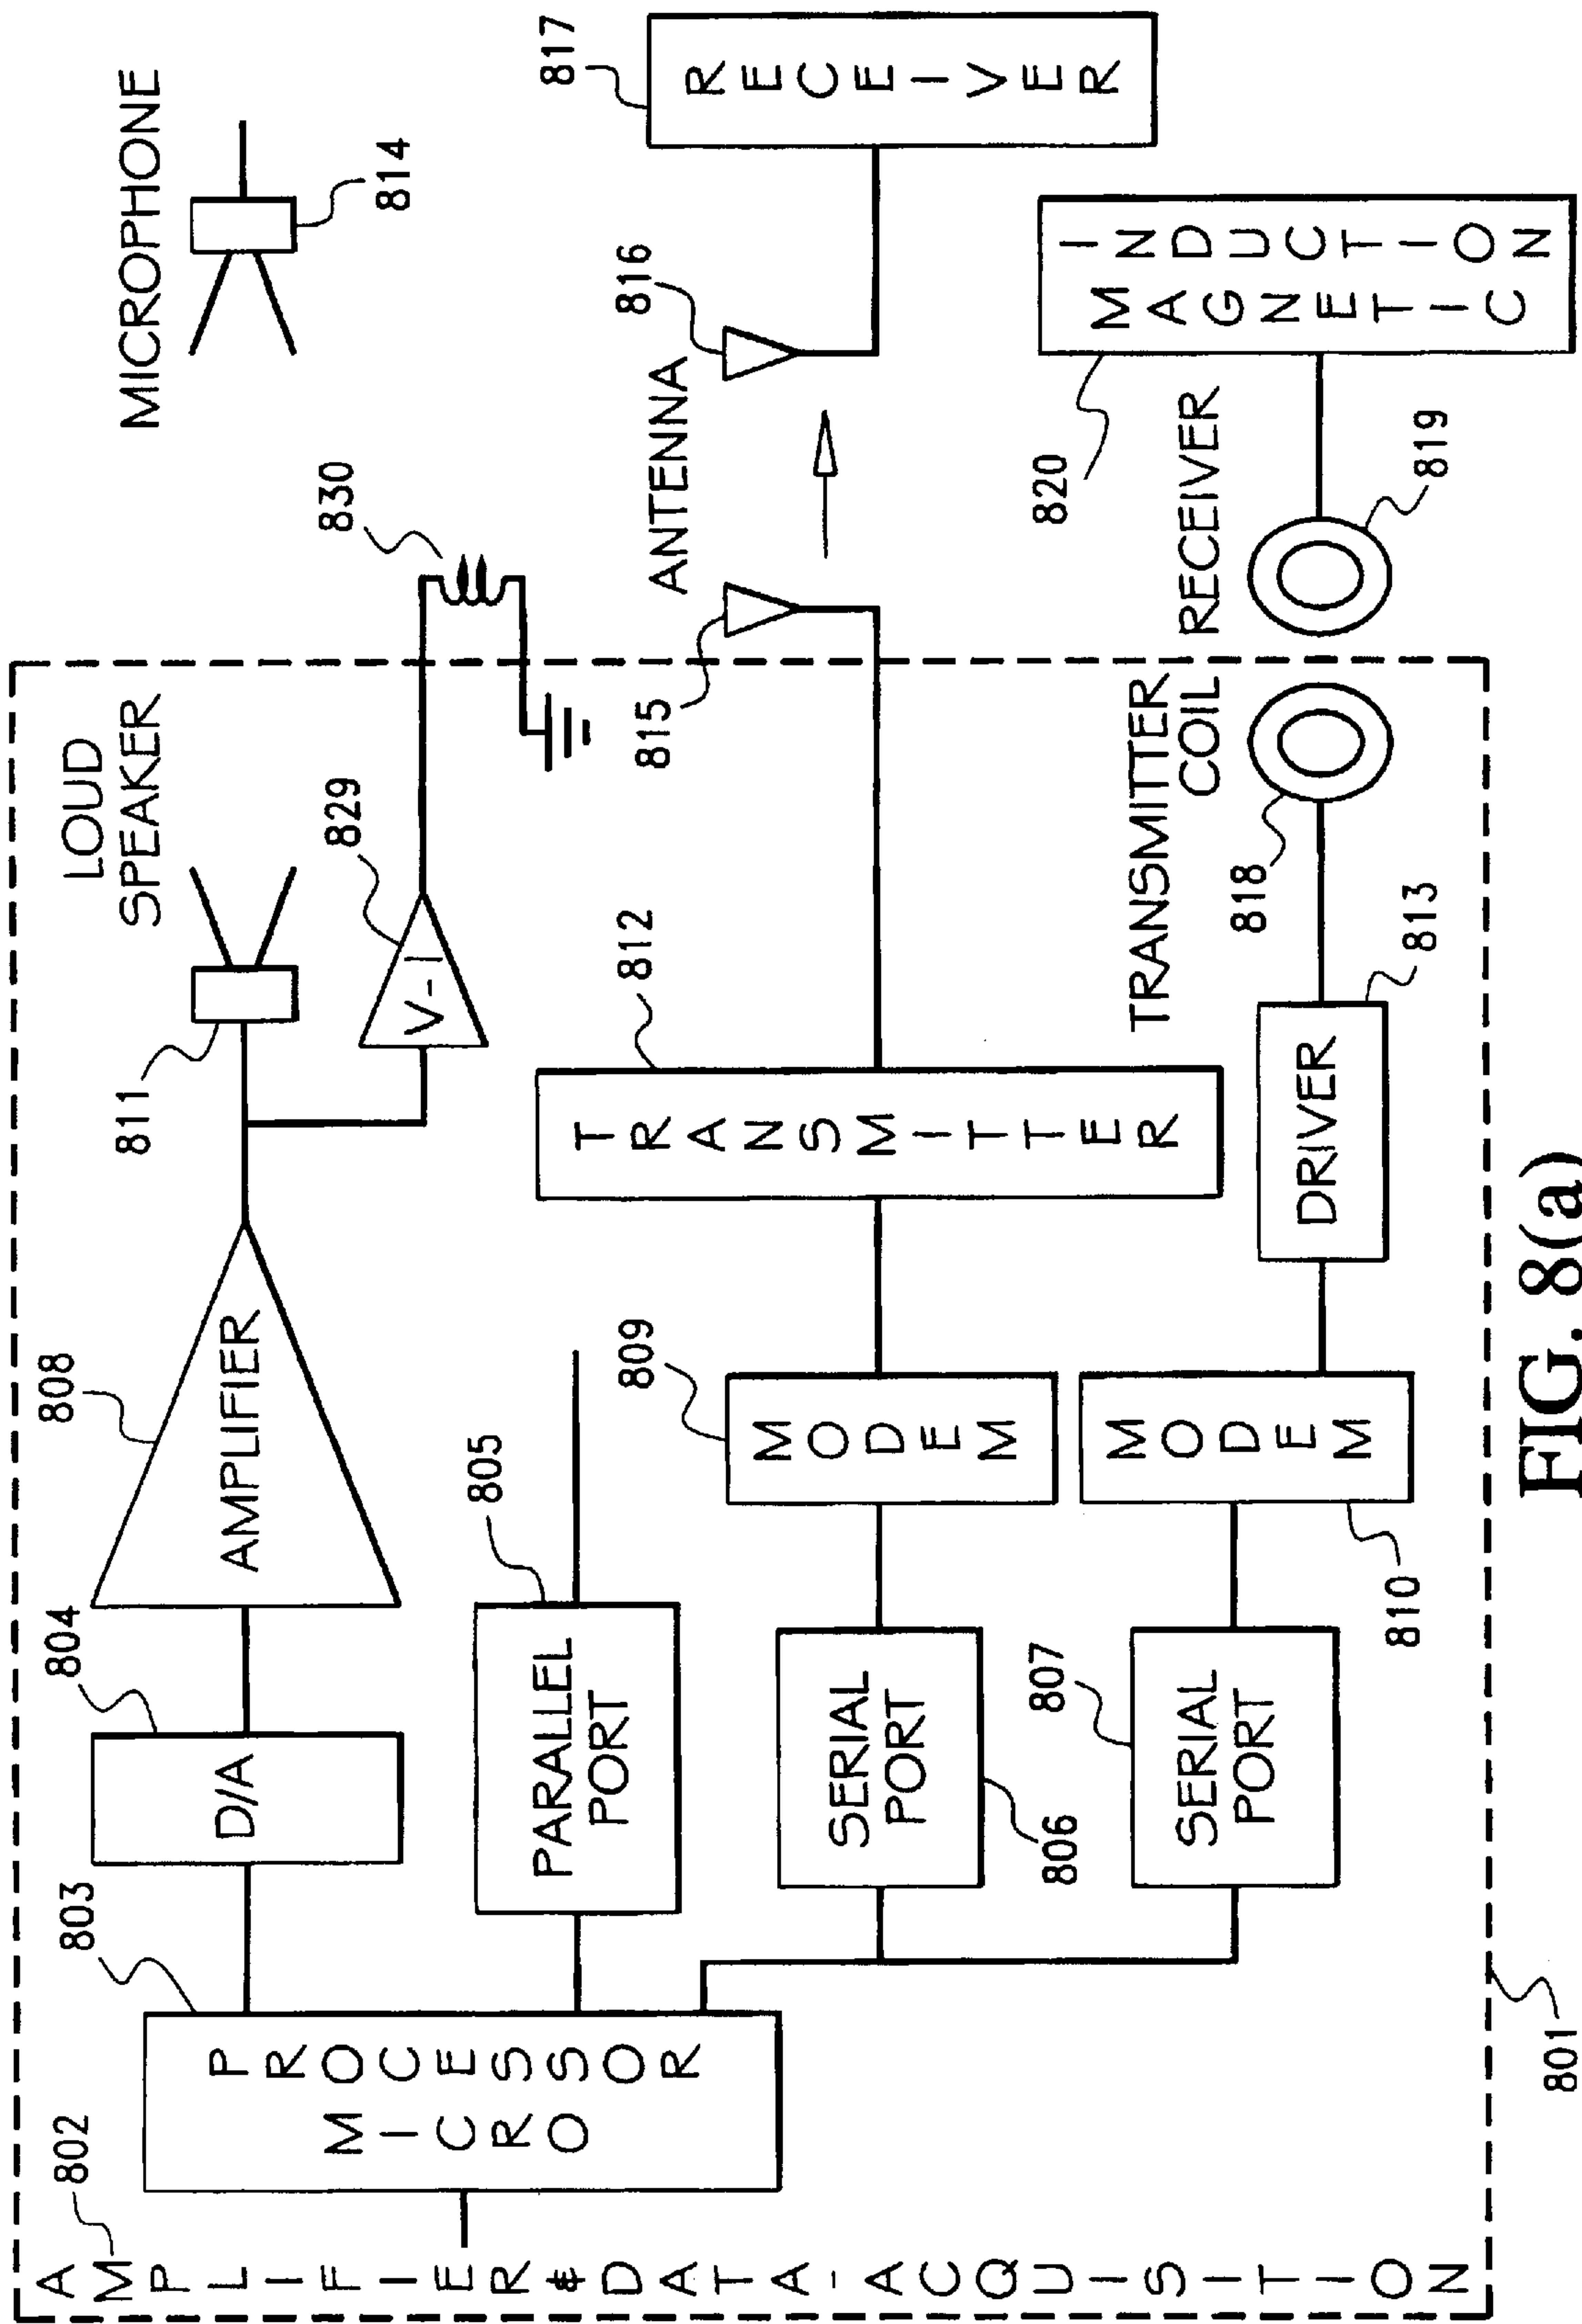 MICROPHONE
814
817
RECEIVER
816
ANTENNA
830
815
LOUD
SPEAKER
829
V-I
811
812
TRANSMITTER
808
AMPLIFIER
804
D/A
803
802
MICRO
PROCESSOR
AMPLIFIER & DATA-ACQUISITION
805
PARALLEL
PORT
809
MODEM
SERIAL
PORT
806
807
SERIAL
PORT
MODEM
810
DRIVER
813
TRANSMITTER
COIL
818
RECEIVER
819
820
MAGNETIC
INDUCTION
801
FIG. 8(a)